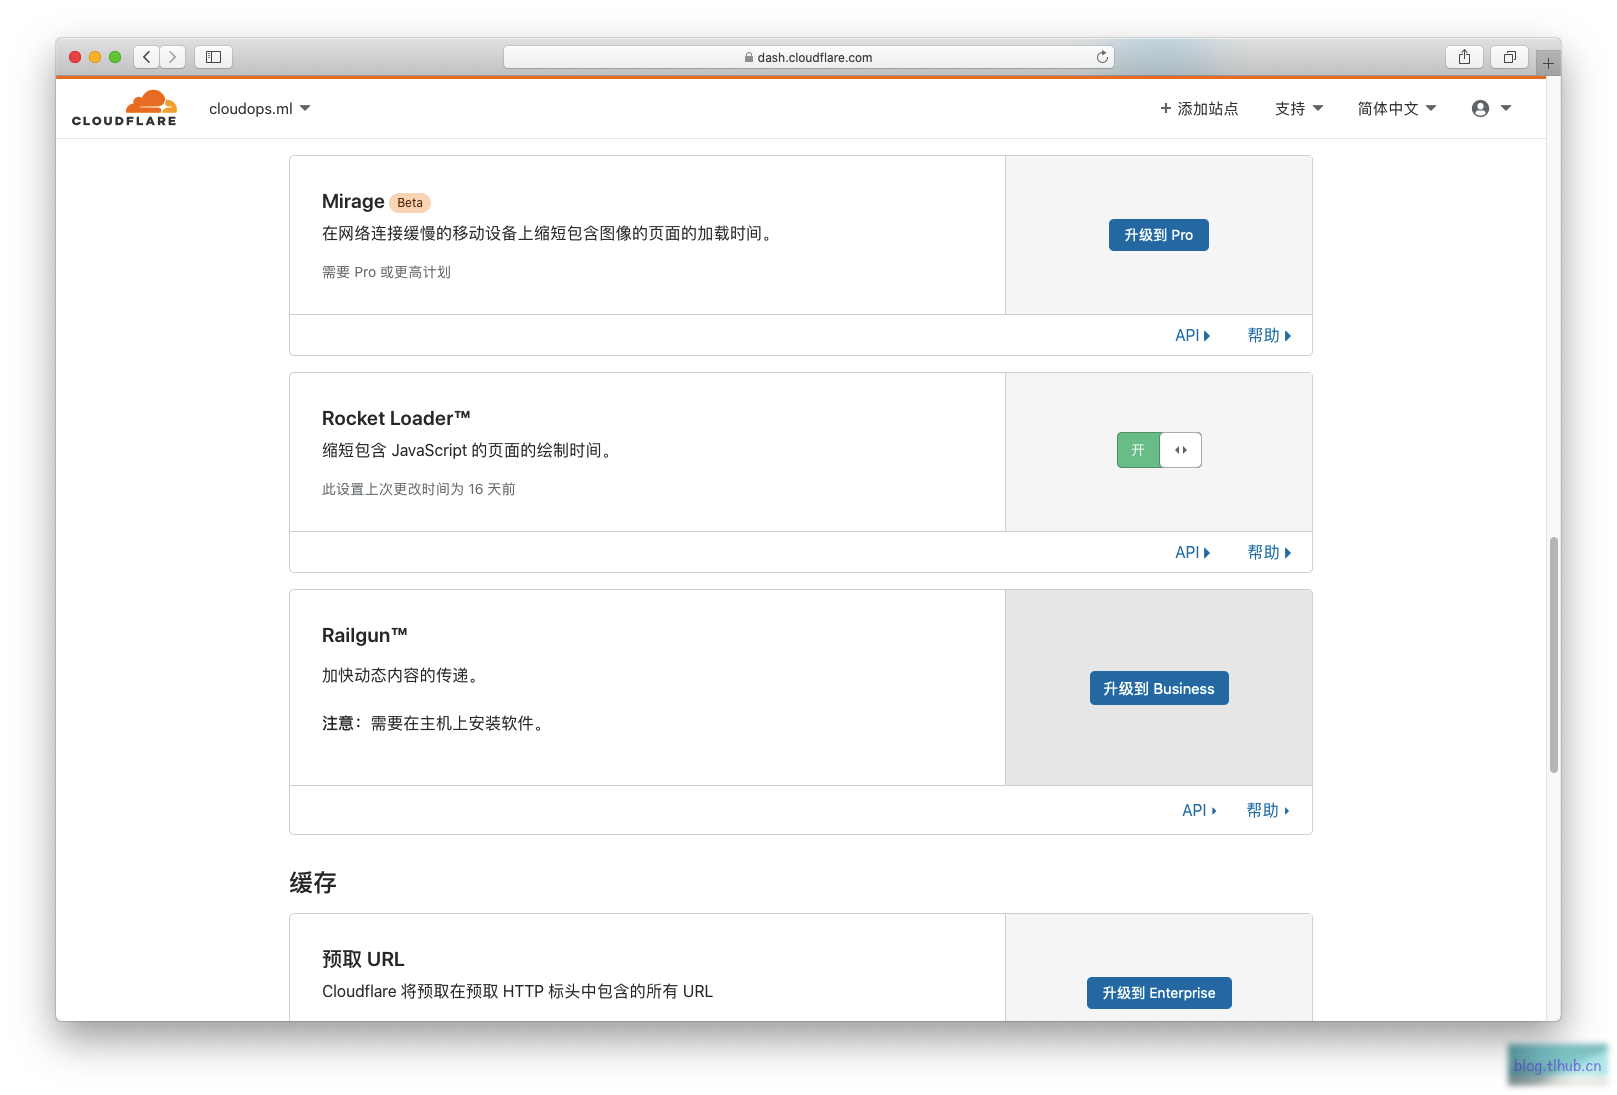 dash.cloudflare.com
CLOUDFLARE
cloudops.ml
+ 添加站点
支持
简体中文
Mirage Beta
在网络连接缓慢的移动设备上缩短包含图像的页面的加载时间。
需要 Pro 或更高计划
升级到 Pro
API
帮助
Rocket Loader™
缩短包含 JavaScript 的页面的绘制时间。
此设置上次更改时间为 16 天前
开
API
帮助
Railgun™
加快动态内容的传递。
注意：需要在主机上安装软件。
升级到 Business
API
帮助
缓存
预取 URL
Cloudflare 将预取在预取 HTTP 标头中包含的所有 URL
升级到 Enterprise
blog.tlhub.cn